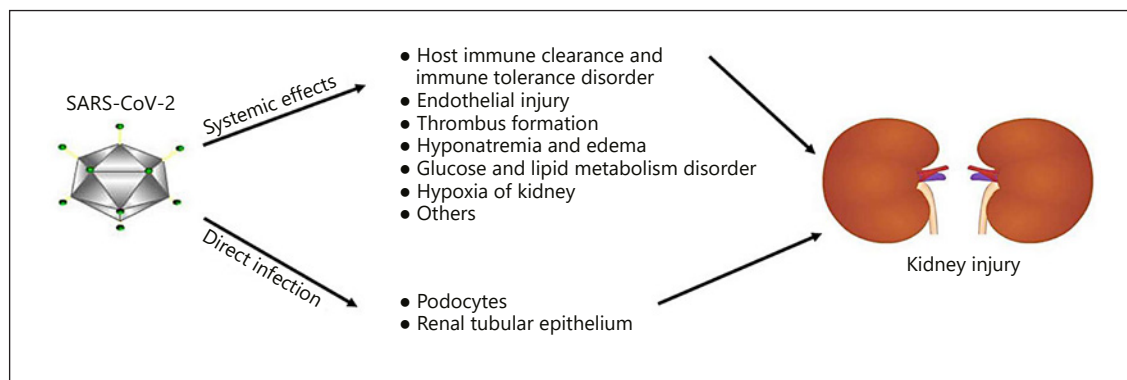 SARS-CoV-2
Systemic effects
● Host immune clearance and
immune tolerance disorder
● Endothelial injury
● Thrombus formation
● Hyponatremia and edema
● Glucose and lipid metabolism disorder
● Hypoxia of kidney
● Others
Direct infection
● Podocytes
● Renal tubular epithelium
Kidney injury